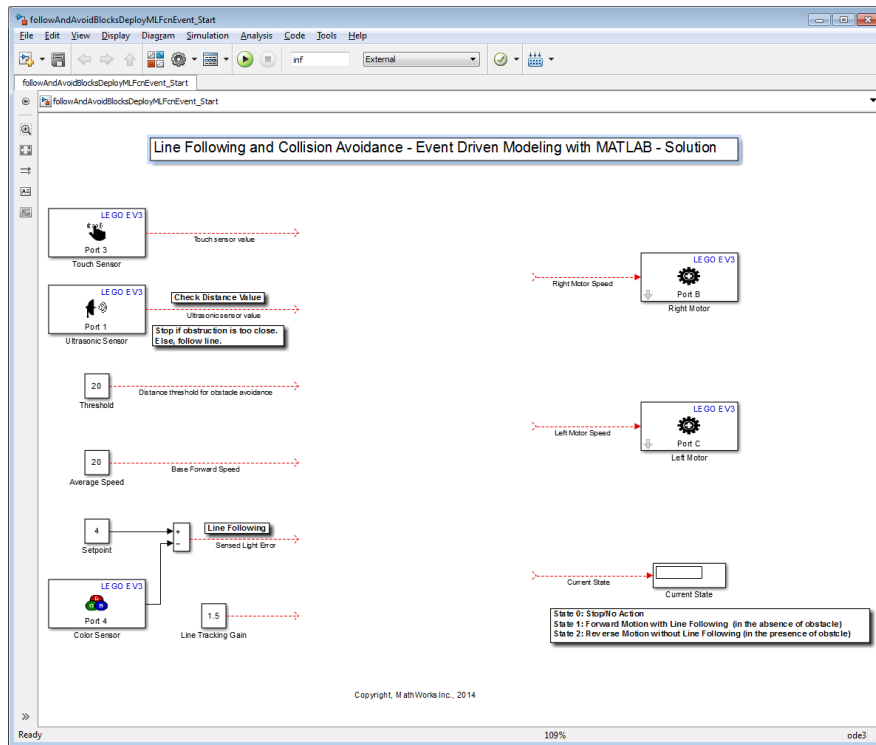 followAndAvoidBlocksDeployMLFcnEvent_Start
File Edit View Display Diagram Simulation Analysis Code Tools Help
inf
External
followAndAvoidBlocksDeployMLFcnEvent_Start
followAndAvoidBlocksDeployMLFcnEvent_Start
Line Following and Collision Avoidance - Event Driven Modeling with MATLAB - Solution
LEGO EV3
Port 3
Touch Sensor
Touch sensor value
LEGO EV3
Port 1
Ultrasonic Sensor
Check Distance Value
Ultrasonic sensor value
Stop if obstruction is too close.
Else, follow line.
20
Threshold
Distance threshold for obstacle avoidance
20
Average Speed
Base Forward Speed
4
Setpoint
+
−
Line Following
Sensed Light Error
LEGO EV3
Port 4
Color Sensor
1.5
Line Tracking Gain
Right Motor Speed
LEGO EV3
Port B
Right Motor
Left Motor Speed
LEGO EV3
Port C
Left Motor
Current State
Current State
State 0: Stop/No Action
State 1: Forward Motion with Line Following (in the absence of obstacle)
State 2: Reverse Motion without Line Following (in the presence of obstcle)
Copyright, MathWorks Inc., 2014
Ready
109%
ode3